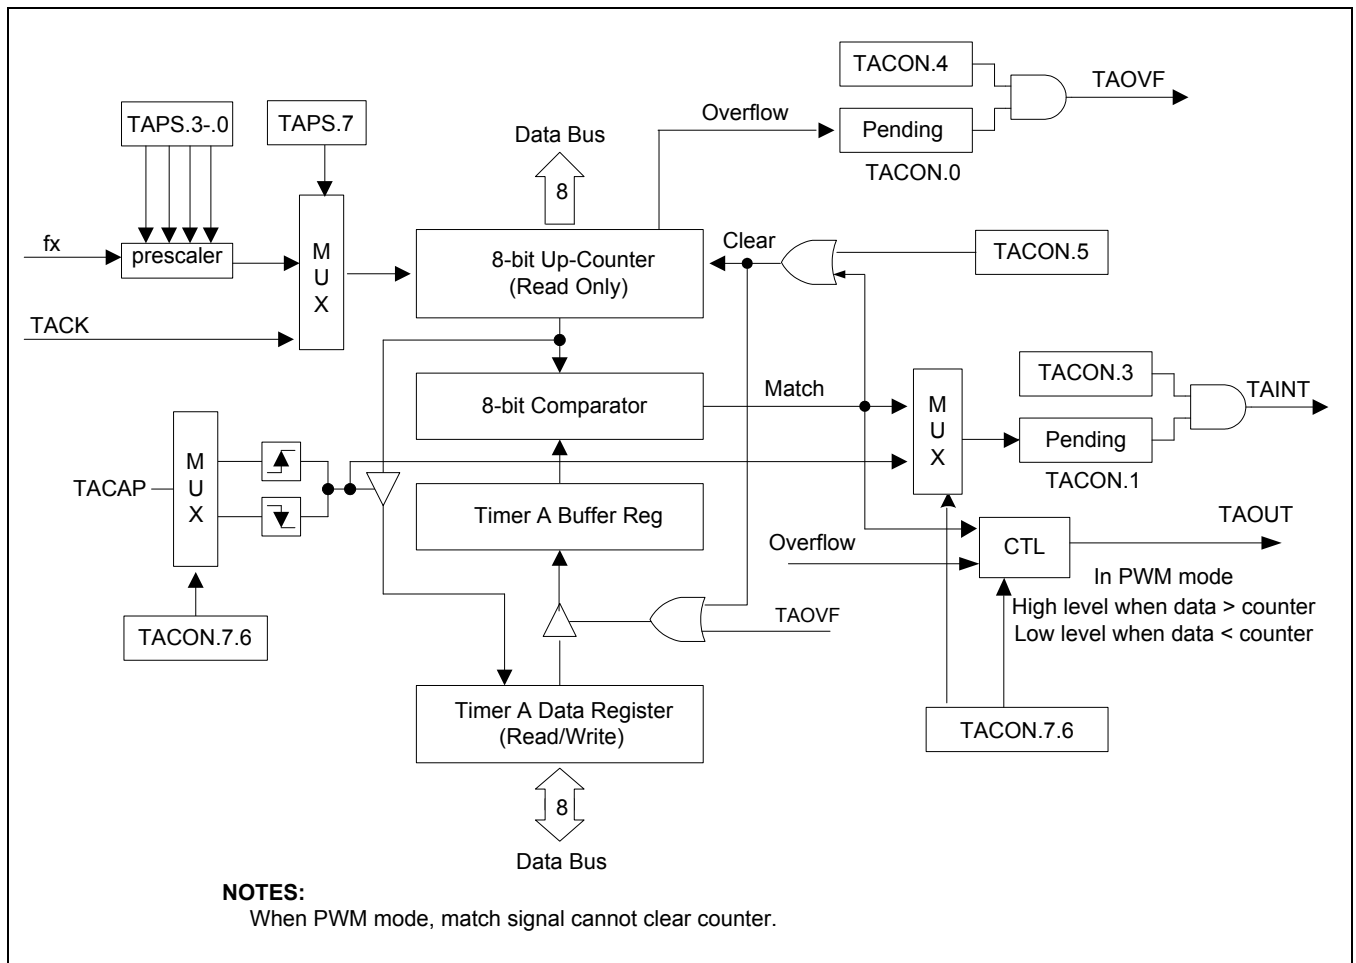 TACON.4
TAOVF
Overflow
Pending
TACON.0
TAPS.3-.0
TAPS.7
Data Bus
8
fx
prescaler
M
U
X
8-bit Up-Counter
(Read Only)
Clear
TACON.5
TACK
8-bit Comparator
Match
M
U
X
TACON.3
TAINT
Pending
TACON.1
TACAP
M
U
X
Timer A Buffer Reg
Overflow
CTL
TAOUT
In PWM mode
High level when data > counter
Low level when data < counter
TACON.7.6
TAOVF
Timer A Data Register
(Read/Write)
TACON.7.6
8
Data Bus
NOTES:
When PWM mode, match signal cannot clear counter.